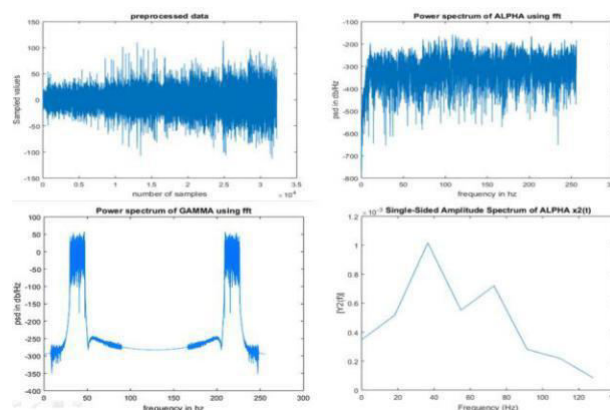 preprocessed data
150
100
50
0
-50
-100
-150
Sampled values
0 0.5 1 1.5 2 2.5 3 3.5
× 10⁴
number of samples
Power spectrum of ALPHA using fft
0
-100
-200
-300
-400
-500
-600
-700
-800
psd in db/Hz
0 50 100 150 200 250 300
frequency in hz
Power spectrum of GAMMA using fft
100
50
0
-50
-100
-150
-200
-250
-300
-350
-400
psd in db/Hz
0 50 100 150 200 250 300
frequency in hz
×10⁻³ Single-Sided Amplitude Spectrum of ALPHA x2(t)
1.2
1
0.8
0.6
0.4
0.2
0
|Y2(f)|
0 20 40 60 80 100 120
Frequency (Hz)